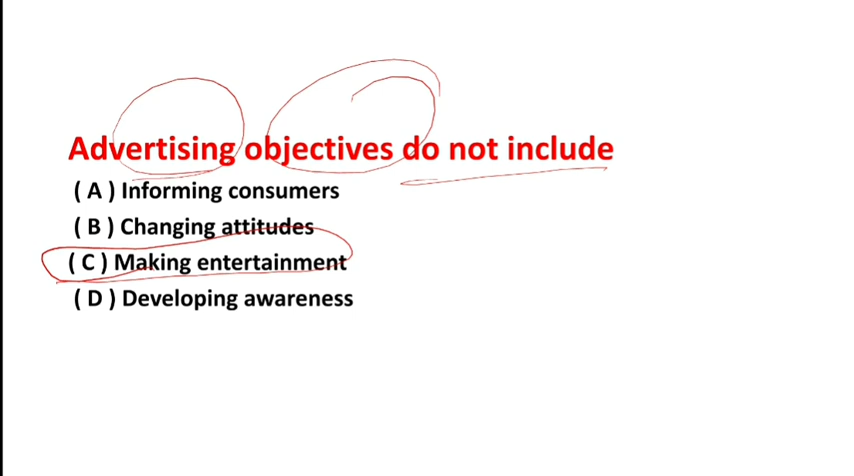 Advertising objectives do not include
( A ) Informing consumers
( B ) Changing attitudes
( C ) Making entertainment
( D ) Developing awareness